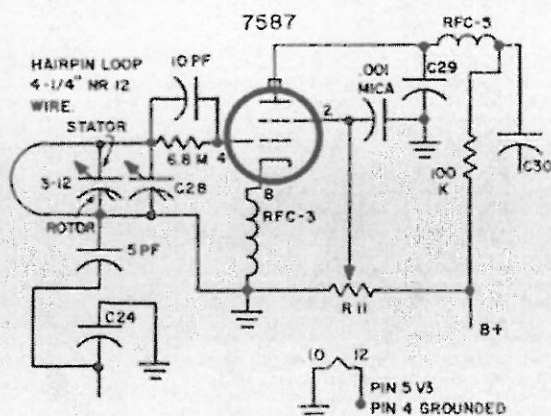 7587
HAIRPIN LOOP
4-1/4" NR 12
WIRE.
STATOR
3-12
ROTOR
5 PF
C24
10 PF
6.8 M
4
C28
2
8
RFC-3
.001
MICA
C29
RFC-5
100
K
C30
R11
B+
10 12
PIN 5 V3
PIN 4 GROUNDED